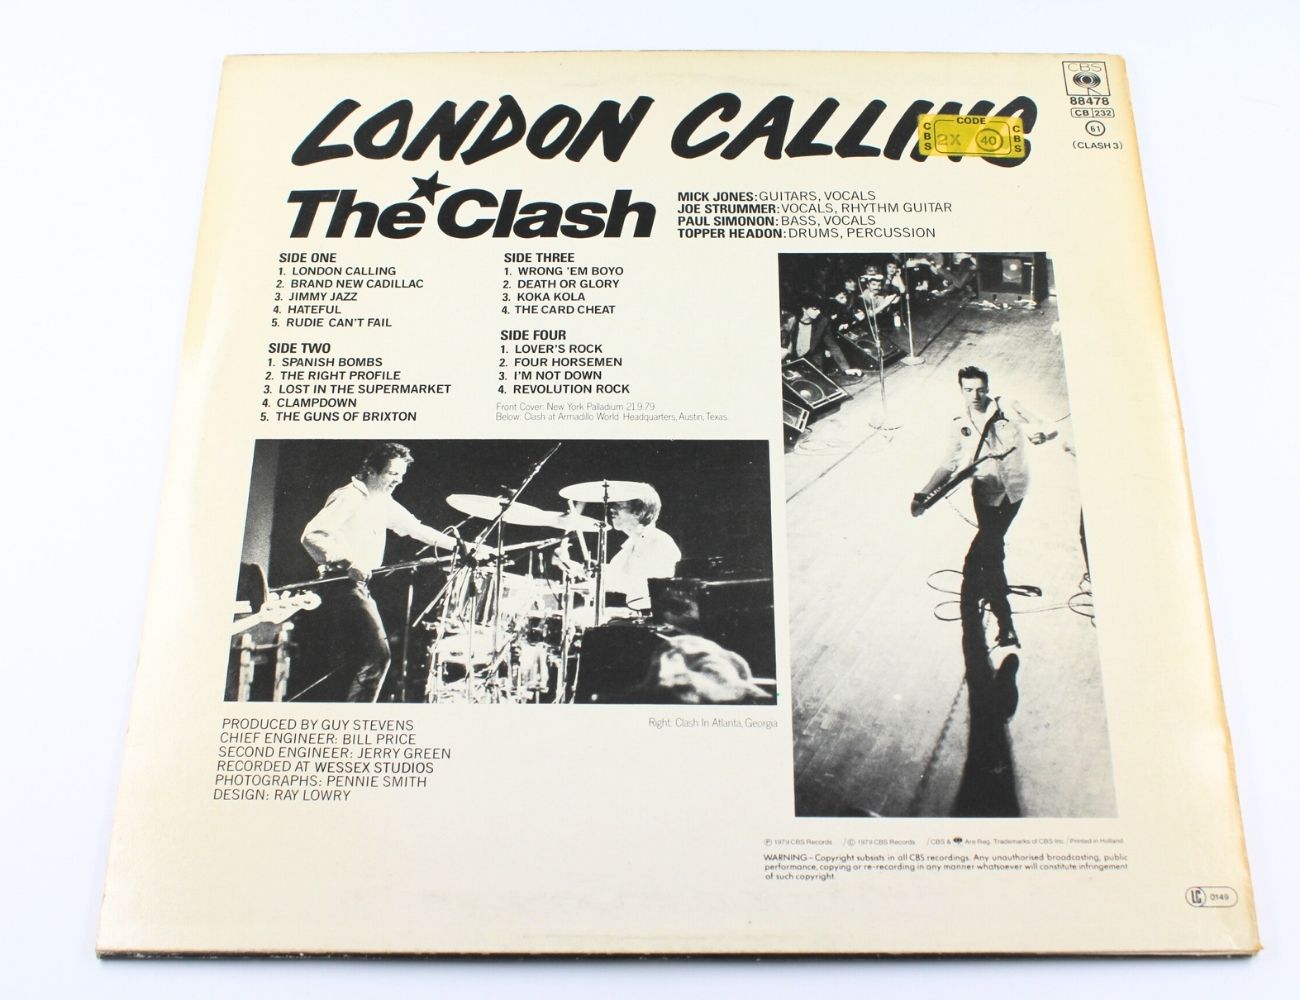 CBS
88478
CB 232
61
(CLASH 3)
LONDON CALLING
CODE
CBS 2X 40 CBS
The Clash
MICK JONES: GUITARS, VOCALS
JOE STRUMMER: VOCALS, RHYTHM GUITAR
PAUL SIMONON: BASS, VOCALS
TOPPER HEADON: DRUMS, PERCUSSION
SIDE ONE
1. LONDON CALLING
2. BRAND NEW CADILLAC
3. JIMMY JAZZ
4. HATEFUL
5. RUDIE CAN'T FAIL
SIDE TWO
1. SPANISH BOMBS
2. THE RIGHT PROFILE
3. LOST IN THE SUPERMARKET
4. CLAMPDOWN
5. THE GUNS OF BRIXTON
SIDE THREE
1. WRONG 'EM BOYO
2. DEATH OR GLORY
3. KOKA KOLA
4. THE CARD CHEAT
SIDE FOUR
1. LOVER'S ROCK
2. FOUR HORSEMEN
3. I'M NOT DOWN
4. REVOLUTION ROCK
Front Cover: New York Palladium 21.9.79
Below: Clash at Armadillo World Headquarters, Austin, Texas.
Right: Clash In Atlanta, Georgia
PRODUCED BY GUY STEVENS
CHIEF ENGINEER: BILL PRICE
SECOND ENGINEER: JERRY GREEN
RECORDED AT WESSEX STUDIOS
PHOTOGRAPHS: PENNIE SMITH
DESIGN: RAY LOWRY
℗ 1979 CBS Records / © 1979 CBS Records / CBS & Are Reg. Trademarks of CBS Inc. / Printed in Holland
WARNING – Copyright subsists in all CBS recordings. Any unauthorised broadcasting, public
performance, copying or re-recording in any manner whatsoever will constitute infringement
of such copyright.
LC 0149